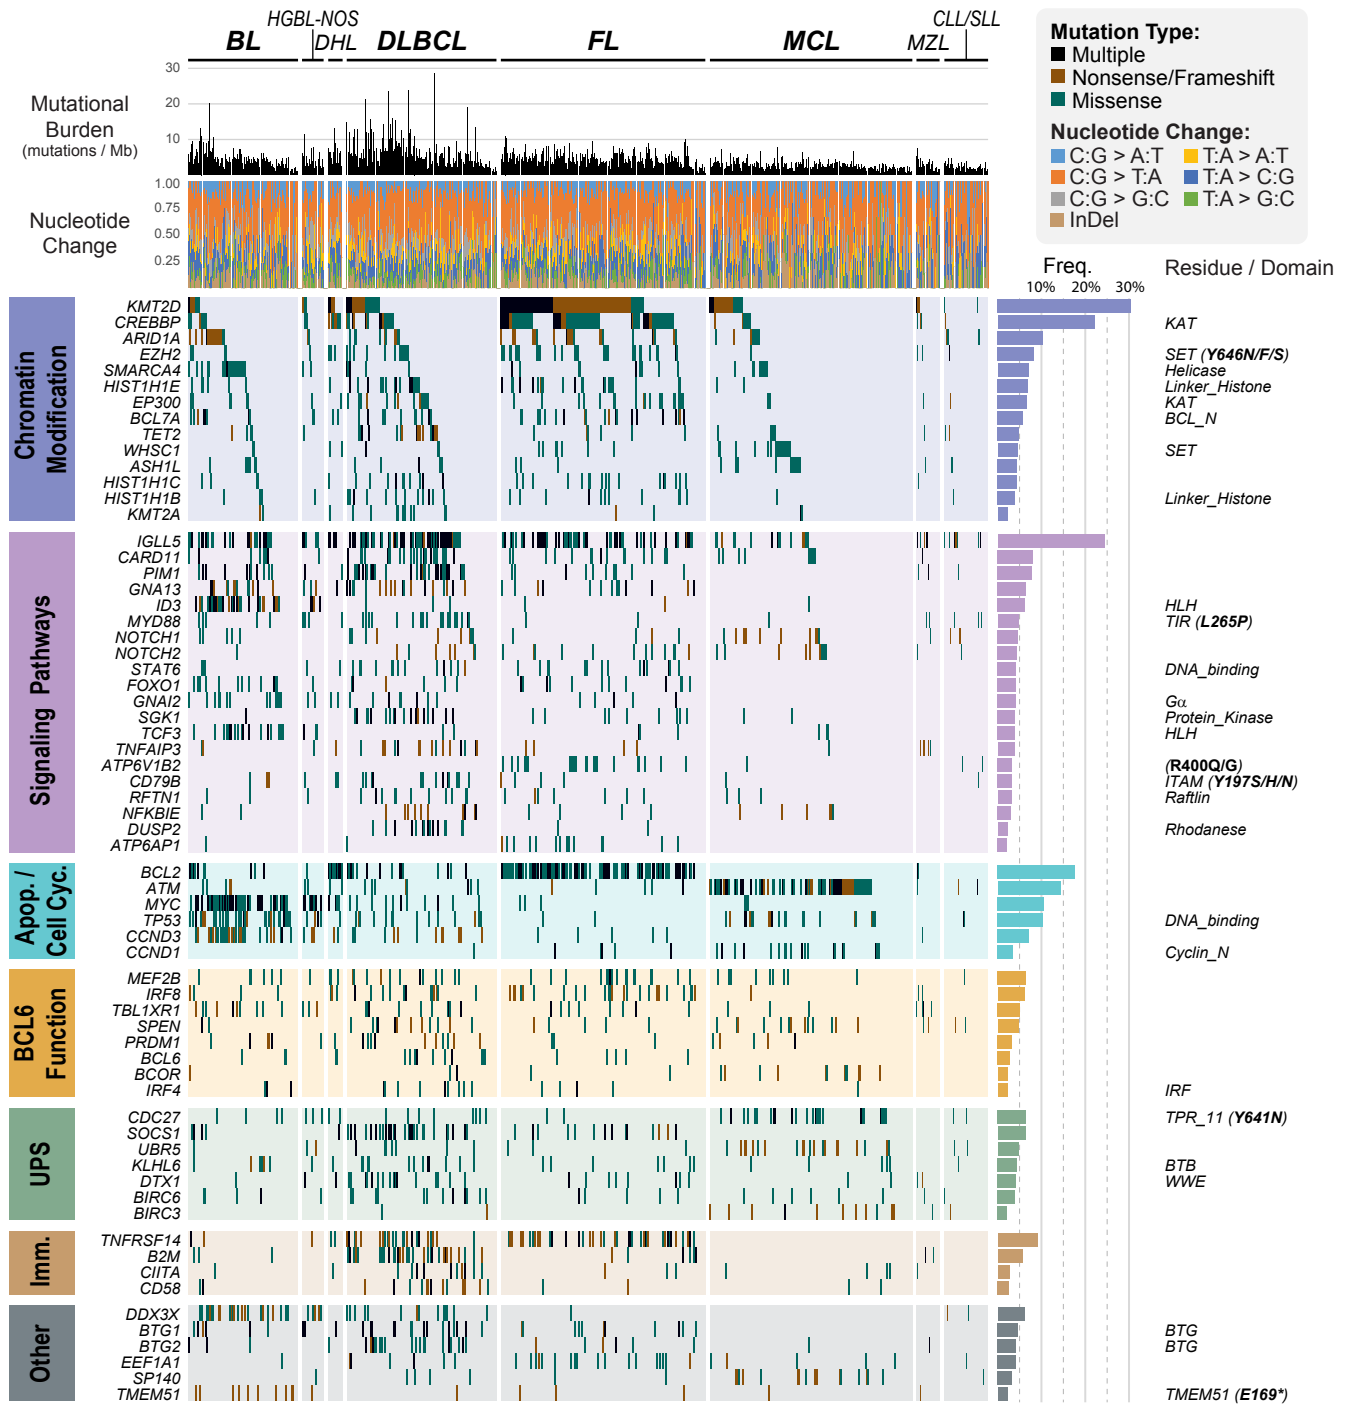 HGBL-NOS
CLL/SLL
BL
DHL
DLBCL
FL
MCL
MZL
Mutation Type:
Multiple
Nonsense/Frameshift
Missense
Nucleotide Change:
C:G > A:T
T:A > A:T
C:G > T:A
T:A > C:G
C:G > G:C
T:A > G:C
InDel
Mutational
Burden
(mutations / Mb)
30
20
10
Nucleotide
Change
1.00
0.75
0.50
0.25
Freq.
10% 20% 30%
Residue / Domain
Chromatin
Modification
KMT2D
CREBBP KAT
ARID1A
EZH2 SET (Y646N/F/S)
SMARCA4 Helicase
HIST1H1E Linker_Histone
EP300 KAT
BCL7A BCL_N
TET2
WHSC1 SET
ASH1L
HIST1H1C
HIST1H1B Linker_Histone
KMT2A
Signaling Pathways
IGLL5
CARD11
PIM1
GNA13
ID3 HLH
MYD88 TIR (L265P)
NOTCH1
NOTCH2
STAT6 DNA_binding
FOXO1
GNAI2 Gα
SGK1 Protein_Kinase
TCF3 HLH
TNFAIP3
ATP6V1B2 (R400Q/G)
CD79B ITAM (Y197S/H/N)
RFTN1 Raftlin
NFKBIE
DUSP2 Rhodanese
ATP6AP1
Apop. /
Cell Cyc.
BCL2
ATM
MYC
TP53 DNA_binding
CCND3
CCND1 Cyclin_N
BCL6
Function
MEF2B
IRF8
TBL1XR1
SPEN
PRDM1
BCL6
BCOR
IRF4 IRF
UPS
CDC27 TPR_11 (Y641N)
SOCS1
UBR5
KLHL6 BTB
DTX1 WWE
BIRC6
BIRC3
Imm.
TNFRSF14
B2M
CIITA
CD58
Other
DDX3X
BTG1 BTG
BTG2 BTG
EEF1A1
SP140
TMEM51 TMEM51 (E169*)